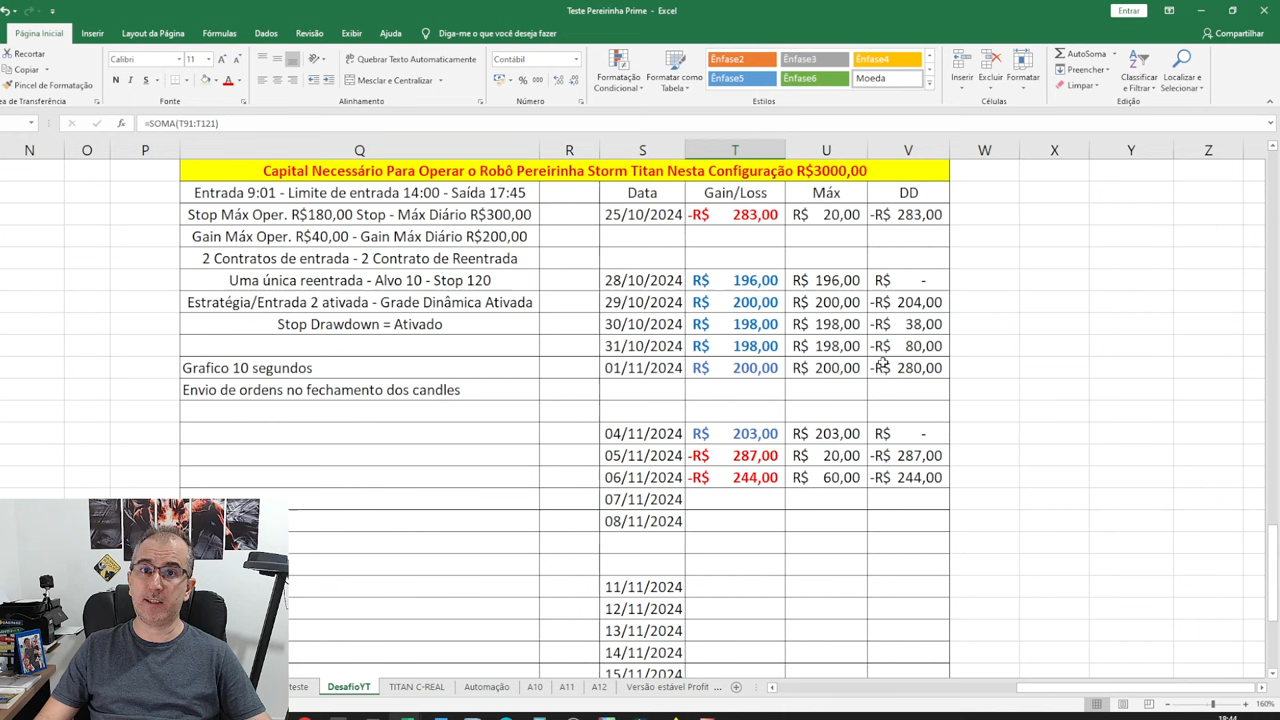 Teste Pereirinha Prime - Excel
Entrar
Página Inicial Inserir Layout da Página Fórmulas Dados Revisão Exibir Ajuda Diga-me o que você deseja fazer Compartilhar
Recortar
Copiar
Pincel de Formatação
Calibri 11
N I S
Quebrar Texto Automaticamente
Mesclar e Centralizar
Contábil
% 000
Formatação Condicional
Formatar como Tabela
Ênfase2 Ênfase3 Ênfase4
Ênfase5 Ênfase6 Moeda
Inserir Excluir Formatar
AutoSoma
Preencher
Limpar
Classificar e Filtrar
Localizar e Selecionar
a de Transferência Fonte Alinhamento Número Estilos Células Edição
fx =SOMA(T91:T121)
N O P Q R S T U V W X Y Z
Capital Necessário Para Operar o Robô Pereirinha Storm Titan Nesta Configuração R$3000,00
Entrada 9:01 - Limite de entrada 14:00 - Saída 17:45 Data Gain/Loss Máx DD
Stop Máx Oper. R$180,00 Stop - Máx Diário R$300,00 25/10/2024 -R$ 283,00 R$ 20,00 -R$ 283,00
Gain Máx Oper. R$40,00 - Gain Máx Diário R$200,00
2 Contratos de entrada - 2 Contrato de Reentrada
Uma única reentrada - Alvo 10 - Stop 120 28/10/2024 R$ 196,00 R$ 196,00 R$ -
Estratégia/Entrada 2 ativada - Grade Dinâmica Ativada 29/10/2024 R$ 200,00 R$ 200,00 -R$ 204,00
Stop Drawdown = Ativado 30/10/2024 R$ 198,00 R$ 198,00 -R$ 38,00
31/10/2024 R$ 198,00 R$ 198,00 -R$ 80,00
Grafico 10 segundos 01/11/2024 R$ 200,00 R$ 200,00 -R$ 280,00
Envio de ordens no fechamento dos candles
04/11/2024 R$ 203,00 R$ 203,00 R$ -
05/11/2024 -R$ 287,00 R$ 20,00 -R$ 287,00
06/11/2024 -R$ 244,00 R$ 60,00 -R$ 244,00
07/11/2024
08/11/2024
11/11/2024
12/11/2024
13/11/2024
14/11/2024
15/11/2024
teste DesafioYT TITAN C-REAL Automação A10 A11 A12 Versão estável Profit
160%
18:44